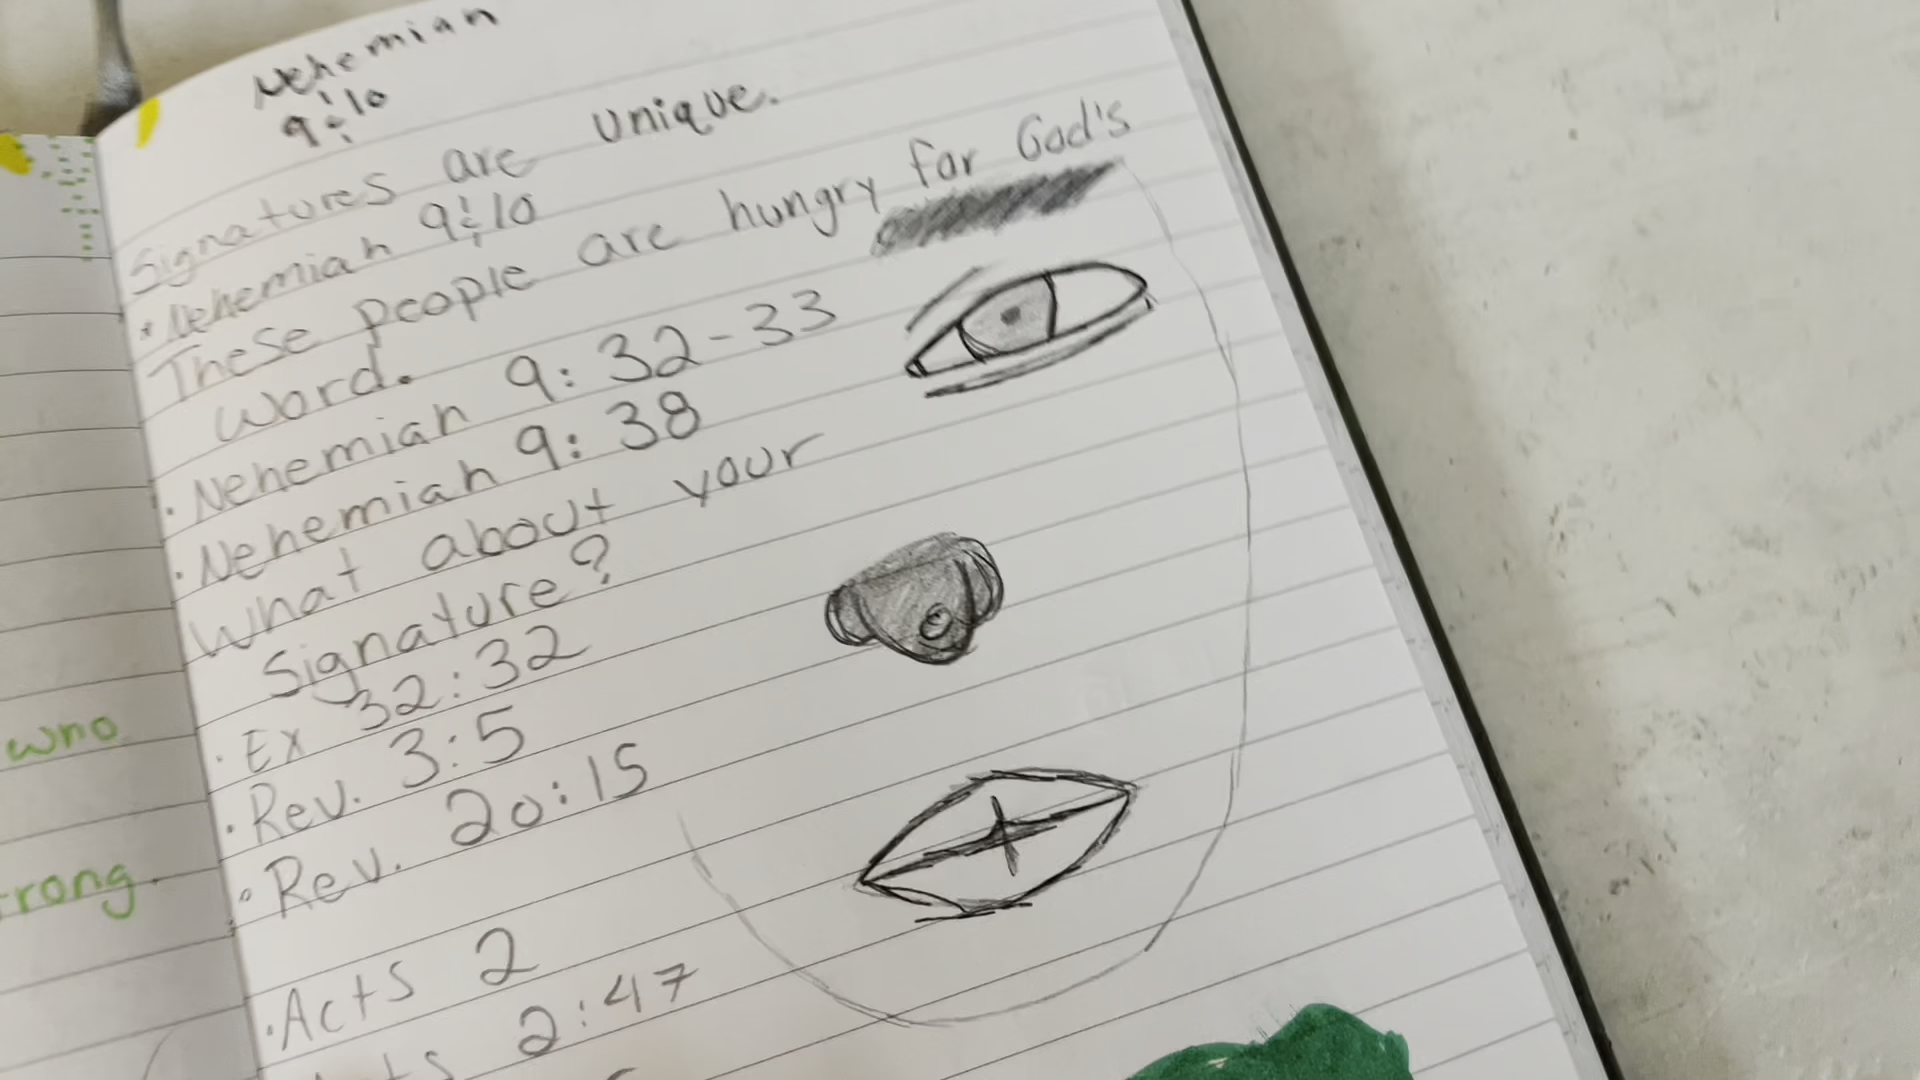 Nehemiah
9 & 10
Signatures are unique.
• Nehemiah 9 & 10
These people are hungry for God's
word.
• Nehemiah 9:32-33
• Nehemiah 9:38
What about your
Signature?
• Ex 32:32
• Rev. 3:5
• Rev. 20:15
• Acts 2
2:47
who
rong.